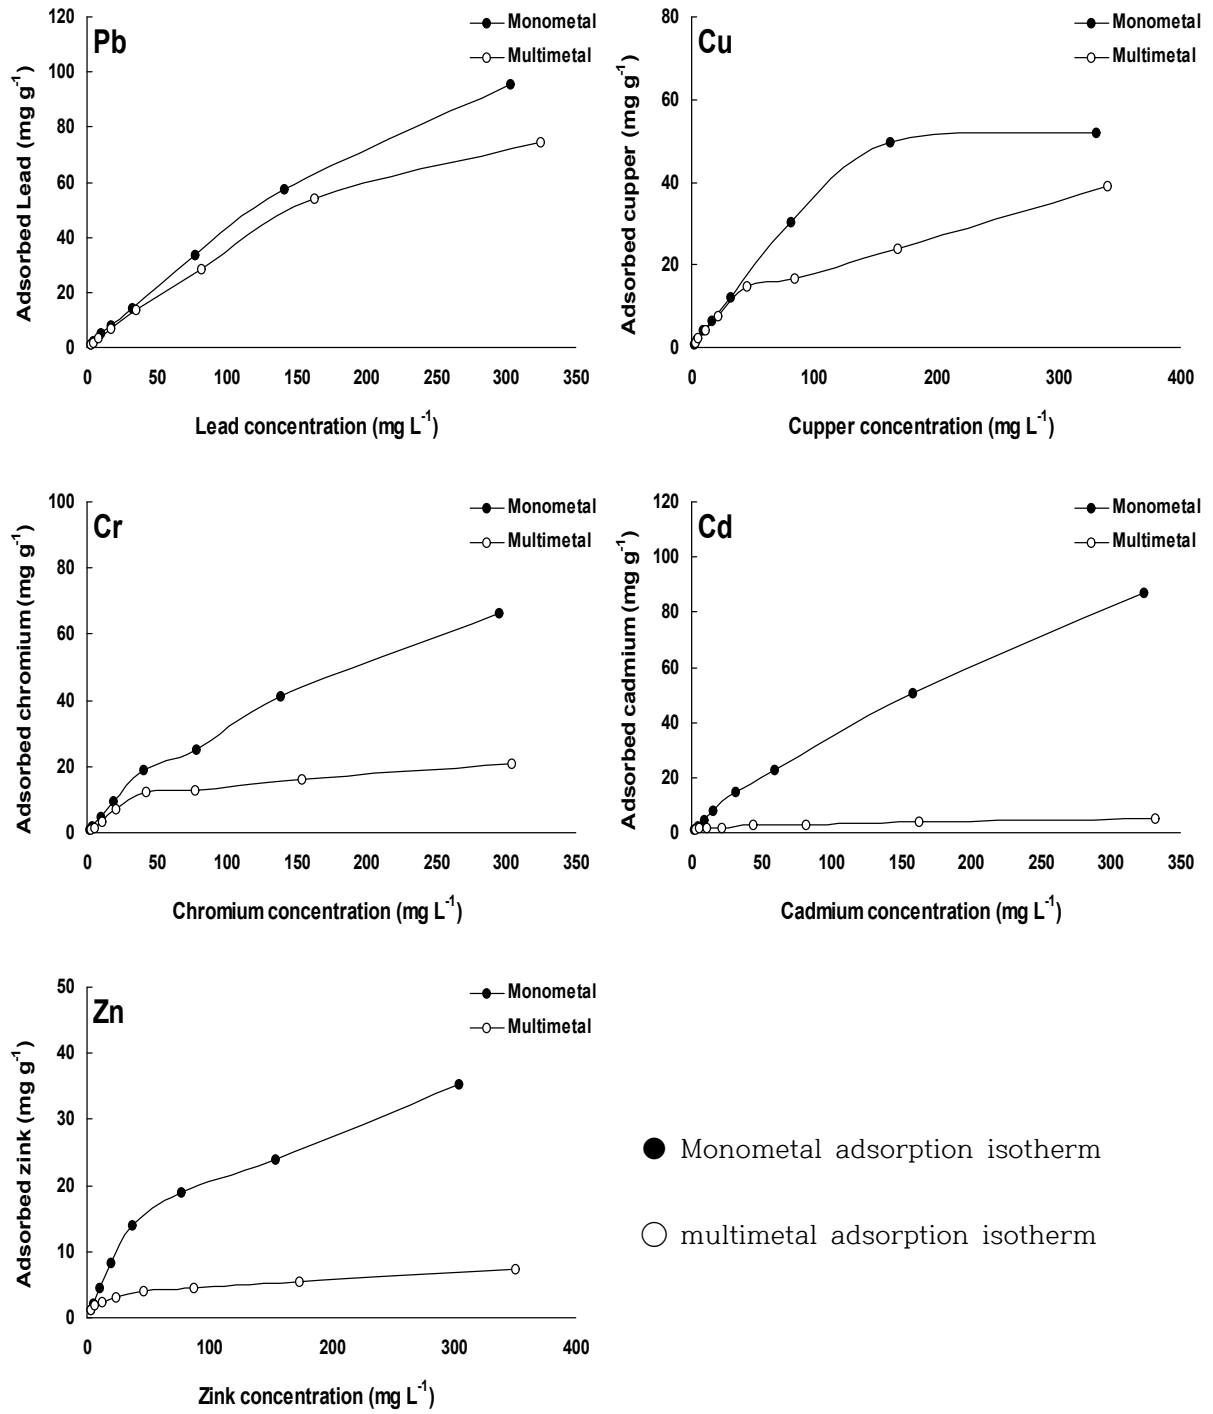 Pb
Monometal
Multimetal
120
100
80
60
40
20
0
0 50 100 150 200 250 300 350
Adsorbed Lead (mg g-1)
Lead concentration (mg L-1)
Cu
Monometal
Multimetal
80
60
40
20
0
0 100 200 300 400
Adsorbed cupper (mg g-1)
Cupper concentration (mg L-1)
Cr
Monometal
Multimetal
100
80
60
40
20
0
0 50 100 150 200 250 300 350
Adsorbed chromium (mg g-1)
Chromium concentration (mg L-1)
Cd
Monometal
Multimetal
120
100
80
60
40
20
0
0 50 100 150 200 250 300 350
Adsorbed cadmium (mg g-1)
Cadmium concentration (mg L-1)
Zn
Monometal
Multimetal
50
40
30
20
10
0
0 100 200 300 400
Adsorbed zink (mg g-1)
Zink concentration (mg L-1)
Monometal adsorption isotherm
multimetal adsorption isotherm